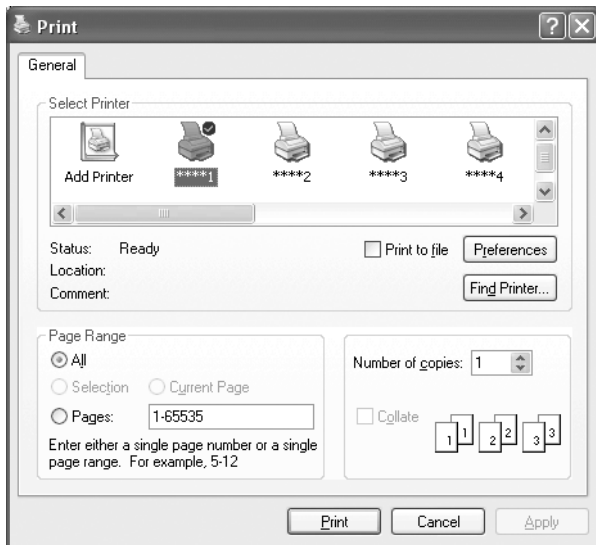 Print
General
Select Printer
Add Printer
****1
****2
****3
****4
Status: Ready
Print to file
Preferences
Location:
Comment:
Find Printer...
Page Range
All
Selection Current Page
Pages: 1-65535
Enter either a single page number or a single
page range. For example, 5-12
Number of copies: 1
Collate
1 1 2 2 3 3
Print Cancel Apply